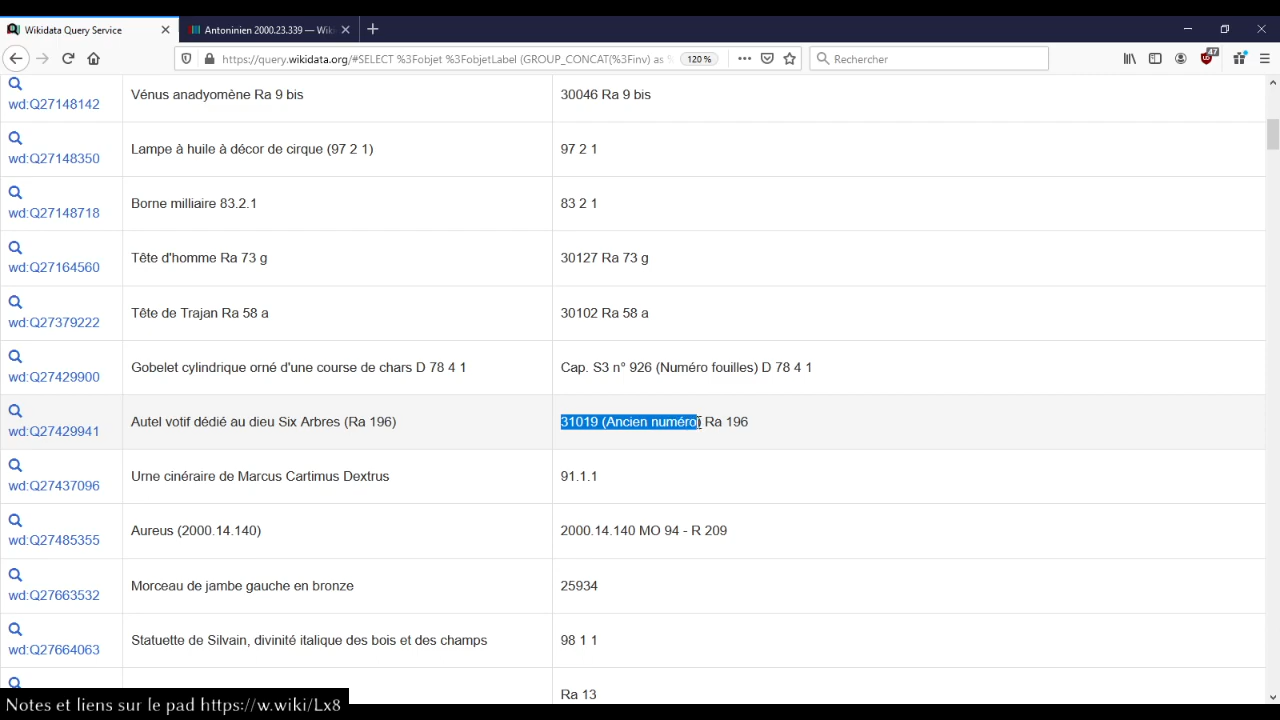 Wikidata Query Service
Antoninien 2000.23.339 — Wiki
https://query.wikidata.org/#SELECT %3Fobjet %3FobjetLabel (GROUP_CONCAT(%3Finv) as %
120 %
Rechercher
47
wd:Q27148142 Vénus anadyomène Ra 9 bis 30046 Ra 9 bis
wd:Q27148350 Lampe à huile à décor de cirque (97 2 1) 97 2 1
wd:Q27148718 Borne milliaire 83.2.1 83 2 1
wd:Q27164560 Tête d'homme Ra 73 g 30127 Ra 73 g
wd:Q27379222 Tête de Trajan Ra 58 a 30102 Ra 58 a
wd:Q27429900 Gobelet cylindrique orné d'une course de chars D 78 4 1 Cap. S3 n° 926 (Numéro fouilles) D 78 4 1
wd:Q27429941 Autel votif dédié au dieu Six Arbres (Ra 196) 31019 (Ancien numéro) Ra 196
wd:Q27437096 Urne cinéraire de Marcus Cartimus Dextrus 91.1.1
wd:Q27485355 Aureus (2000.14.140) 2000.14.140 MO 94 - R 209
wd:Q27663532 Morceau de jambe gauche en bronze 25934
wd:Q27664063 Statuette de Silvain, divinité italique des bois et des champs 98 1 1
Ra 13
Notes et liens sur le pad https://w.wiki/Lx8